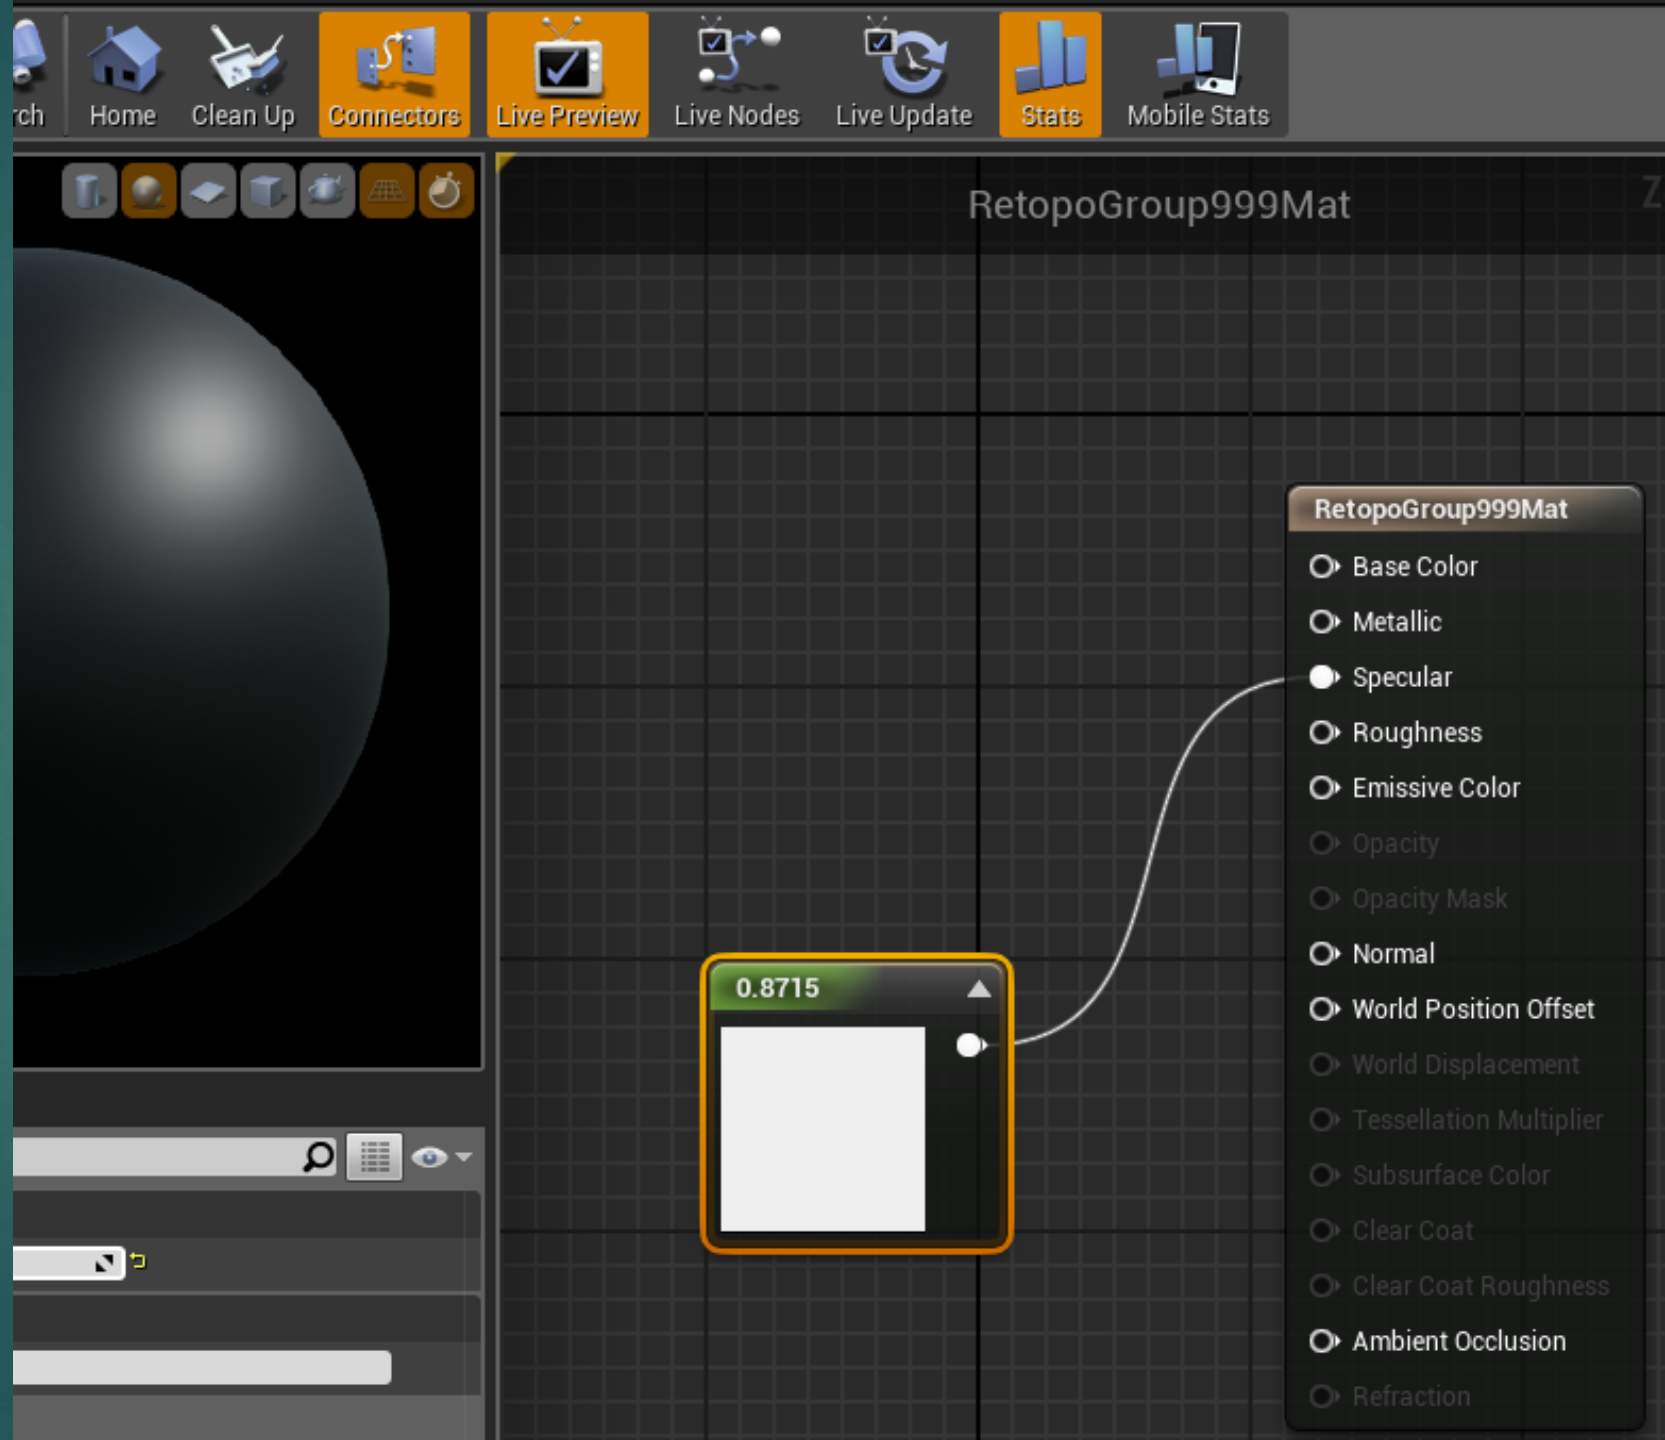 rch
Home
Clean Up
Connectors
Live Preview
Live Nodes
Live Update
Stats
Mobile Stats
RetopoGroup999Mat
Z
RetopoGroup999Mat
Base Color
Metallic
Specular
Roughness
Emissive Color
Opacity
Opacity Mask
Normal
World Position Offset
World Displacement
Tessellation Multiplier
Subsurface Color
Clear Coat
Clear Coat Roughness
Ambient Occlusion
Refraction
0.8715